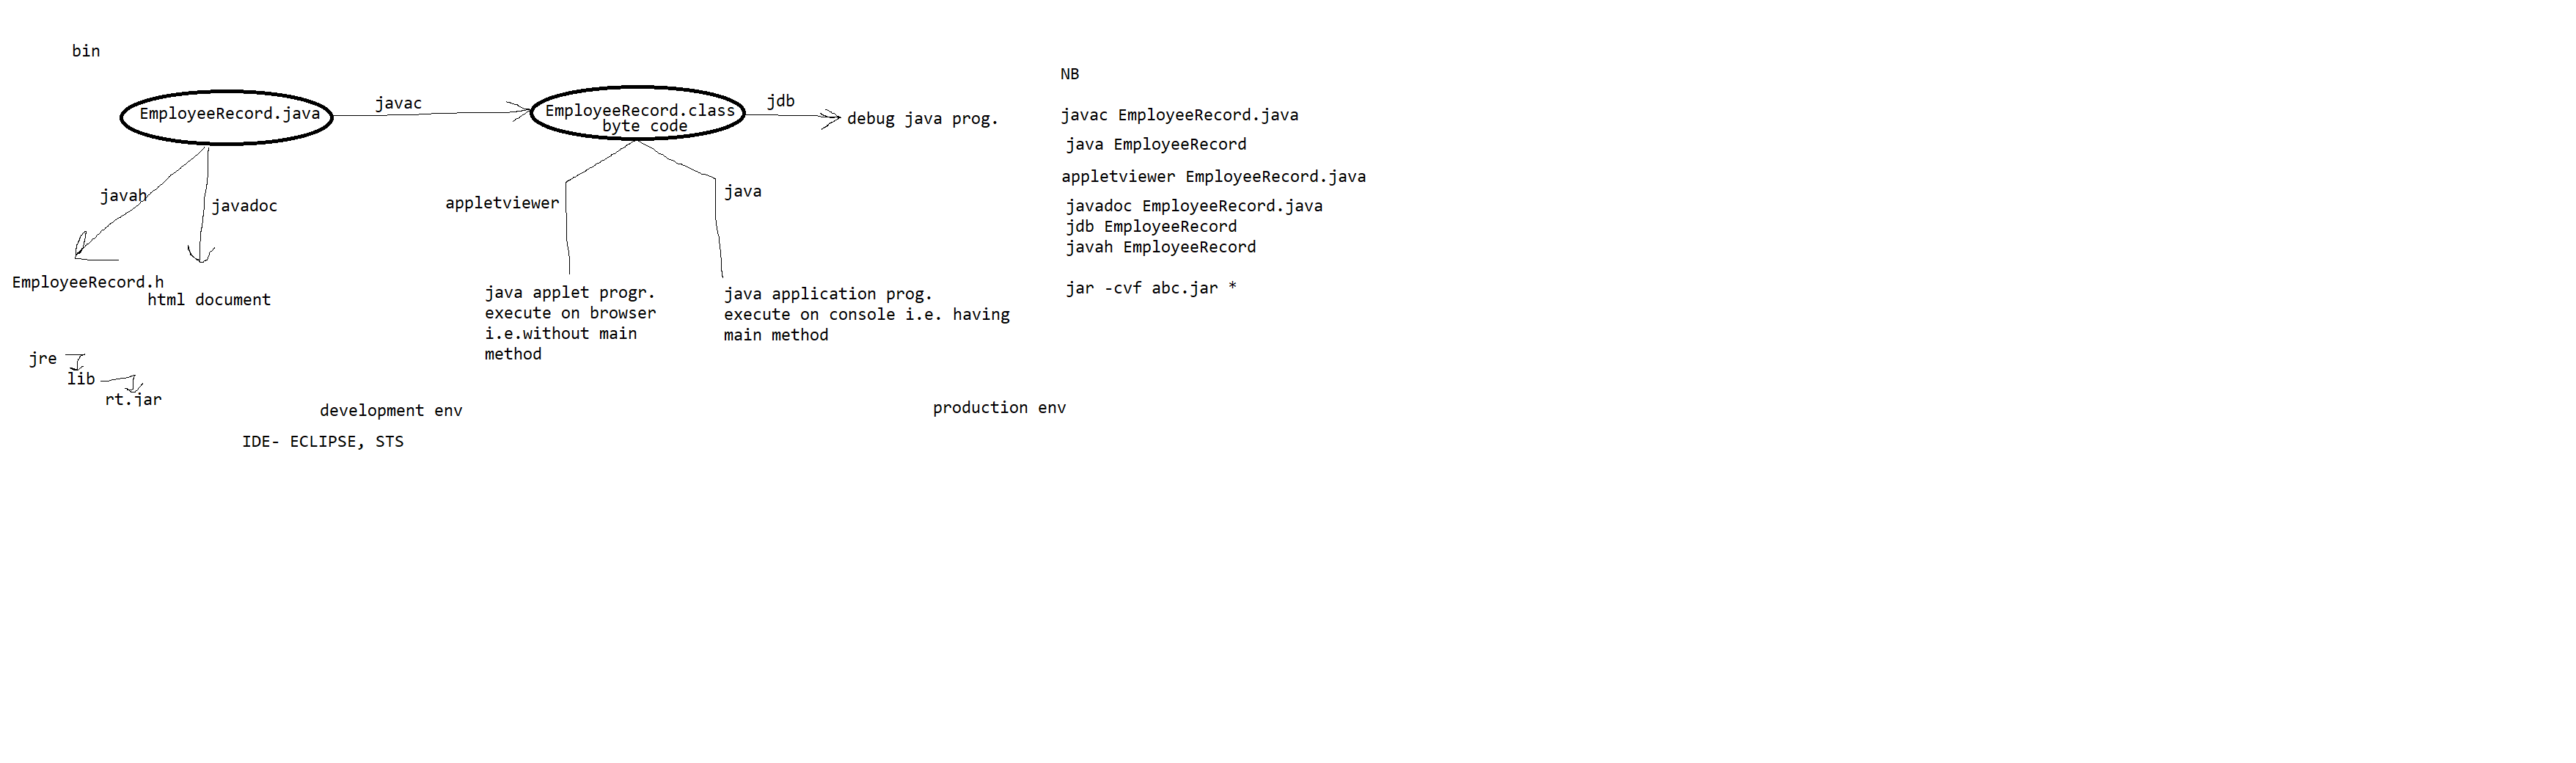 bin
EmployeeRecord.java
javac
EmployeeRecord.class
byte code
jdb
debug java prog.
javah
javadoc
EmployeeRecord.h
html document
appletviewer
java
java applet progr.
execute on browser
i.e.without main
method
java application prog.
execute on console i.e. having
main method
NB
javac EmployeeRecord.java
java EmployeeRecord
appletviewer EmployeeRecord.java
javadoc EmployeeRecord.java
jdb EmployeeRecord
javah EmployeeRecord
jar -cvf abc.jar *
jre
lib
rt.jar
development env
production env
IDE- ECLIPSE, STS